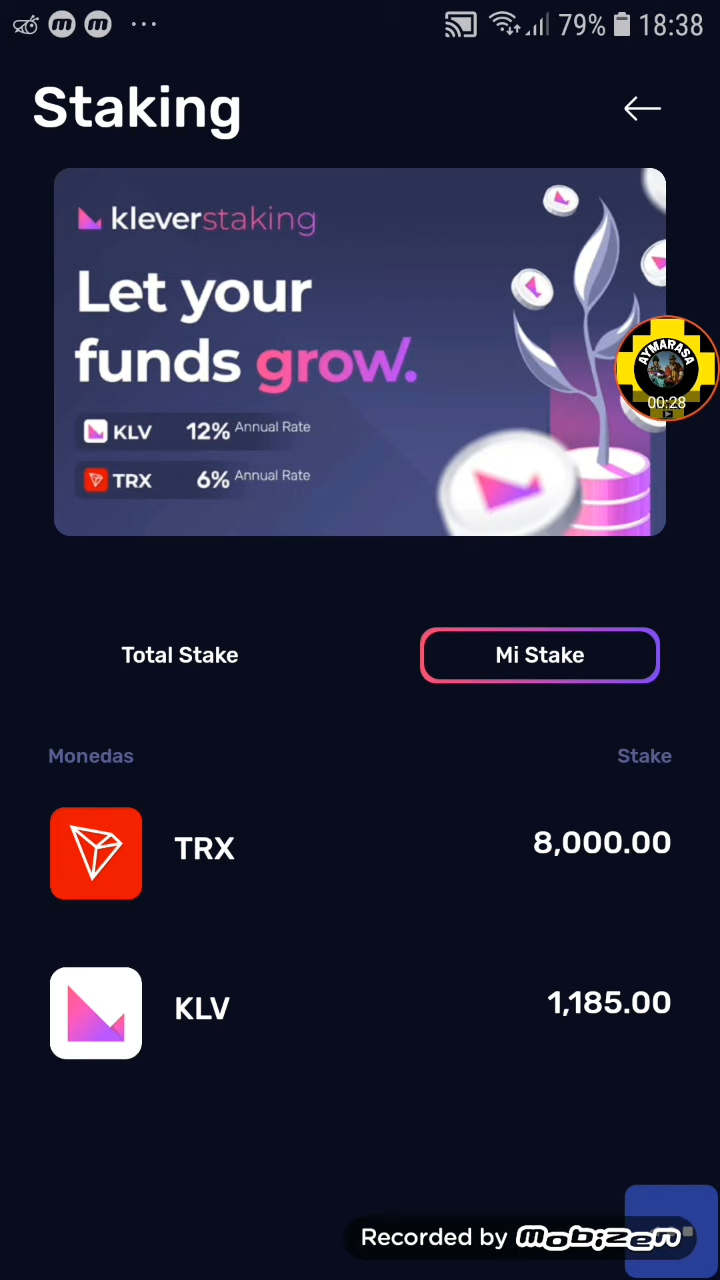 79% 18:38
Staking
kleverstaking
Let your
funds grow.
KLV 12% Annual Rate
TRX 6% Annual Rate
AYMARASA
00:28
Total Stake Mi Stake
Monedas Stake
TRX 8,000.00
KLV 1,185.00
Recorded by mobizen